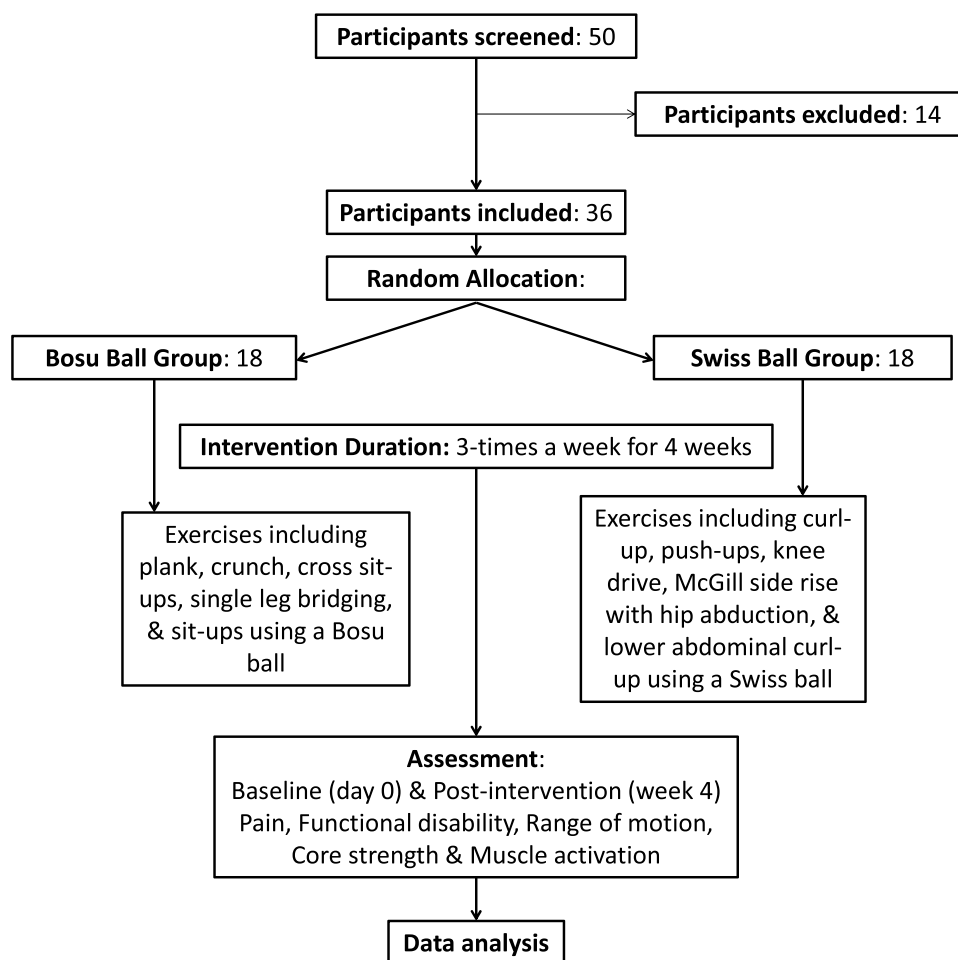 Participants screened: 50
Participants excluded: 14
Participants included: 36
Random Allocation:
Bosu Ball Group: 18
Swiss Ball Group: 18
Intervention Duration: 3-times a week for 4 weeks
Exercises including
plank, crunch, cross sit-
ups, single leg bridging,
& sit-ups using a Bosu
ball
Exercises including curl-
up, push-ups, knee
drive, McGill side rise
with hip abduction, &
lower abdominal curl-
up using a Swiss ball
Assessment:
Baseline (day 0) & Post-intervention (week 4)
Pain, Functional disability, Range of motion,
Core strength & Muscle activation
Data analysis